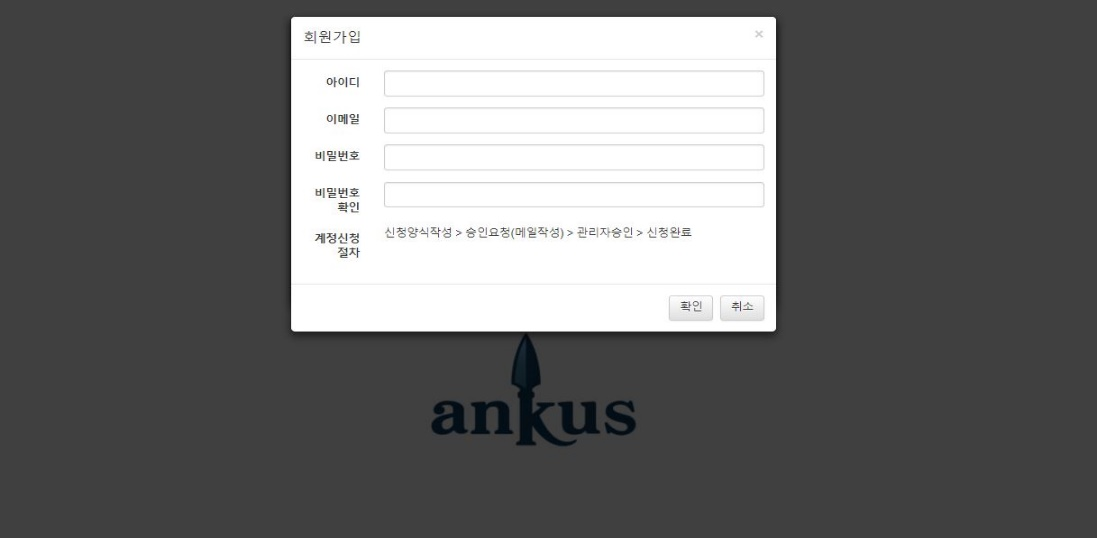 회원가입
×
아이디
이메일
비밀번호
비밀번호
확인
계정신청
절차
신청양식작성 > 승인요청(메일작성) > 관리자승인 > 신청완료
확인 취소
ankus